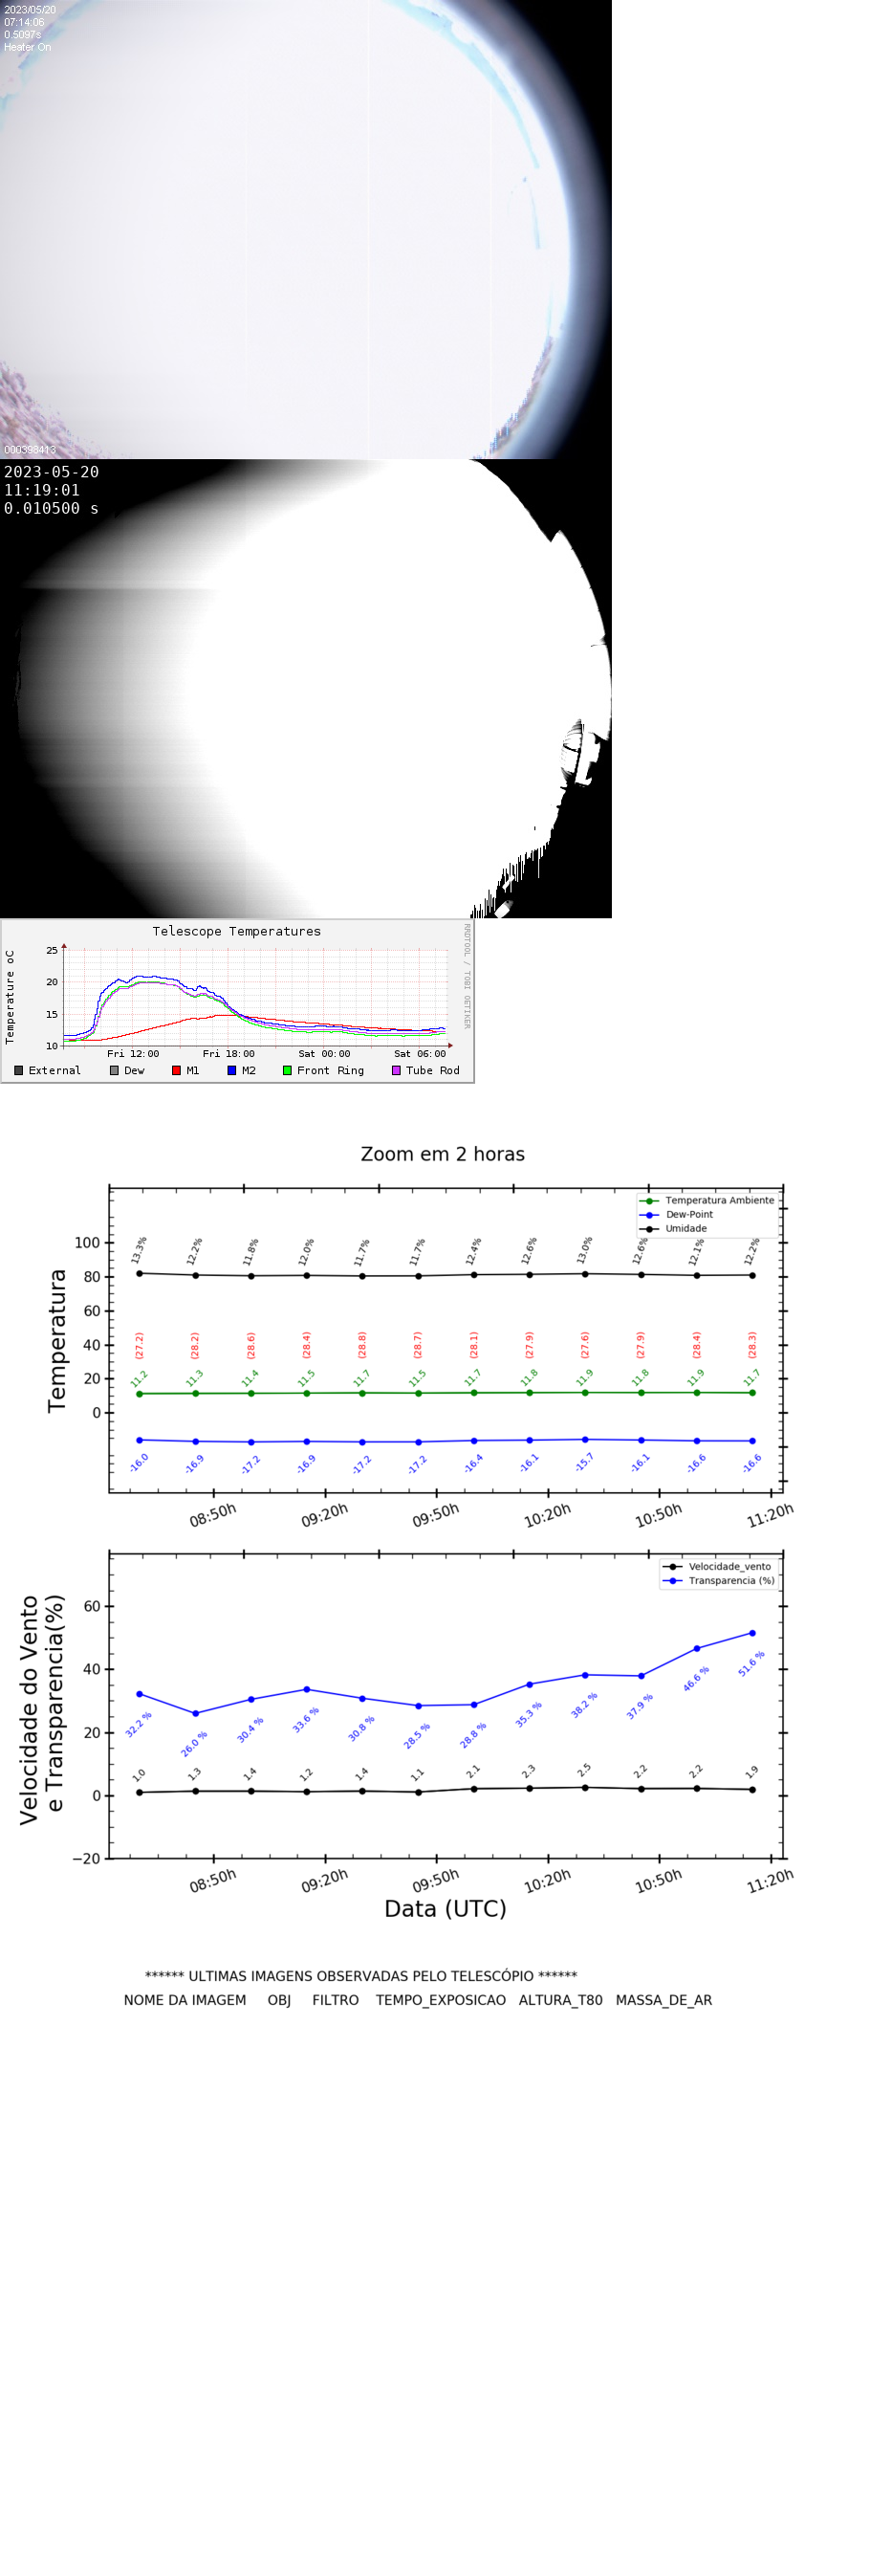 2023/05/20
07:14:06
0.5097s
Heater On
000398413
2023-05-20
11:19:01
0.010500 s
Telescope Temperatures
RRDTOOL / TOBI OETIKER
Temperature oC
25
20
15
10
Fri 12:00 Fri 18:00 Sat 00:00 Sat 06:00
External Dew M1 M2 Front Ring Tube Rod
Zoom em 2 horas
Temperatura Ambiente
Dew-Point
Umidade
Temperatura
100
80
60
40
20
0
13.3% 12.2% 11.8% 12.0% 11.7% 11.7% 12.4% 12.6% 13.0% 12.6% 12.1% 12.2%
(27.2) (28.2) (28.6) (28.4) (28.8) (28.7) (28.1) (27.9) (27.6) (27.9) (28.4) (28.3)
11.2 11.3 11.4 11.5 11.7 11.5 11.7 11.8 11.9 11.8 11.9 11.7
-16.0 -16.9 -17.2 -16.9 -17.2 -17.2 -16.4 -16.1 -15.7 -16.1 -16.6 -16.6
08:50h 09:20h 09:50h 10:20h 10:50h 11:20h
Velocidade_vento
Transparencia (%)
Velocidade do Vento
e Transparencia(%)
60
40
20
0
−20
32.2 % 26.0 % 30.4 % 33.6 % 30.8 % 28.5 % 28.8 % 35.3 % 38.2 % 37.9 % 46.6 % 51.6 %
1.0 1.3 1.4 1.2 1.4 1.1 2.1 2.3 2.5 2.2 2.2 1.9
08:50h 09:20h 09:50h 10:20h 10:50h 11:20h
Data (UTC)
****** ULTIMAS IMAGENS OBSERVADAS PELO TELESCÓPIO ******
NOME DA IMAGEM OBJ FILTRO TEMPO_EXPOSICAO ALTURA_T80 MASSA_DE_AR